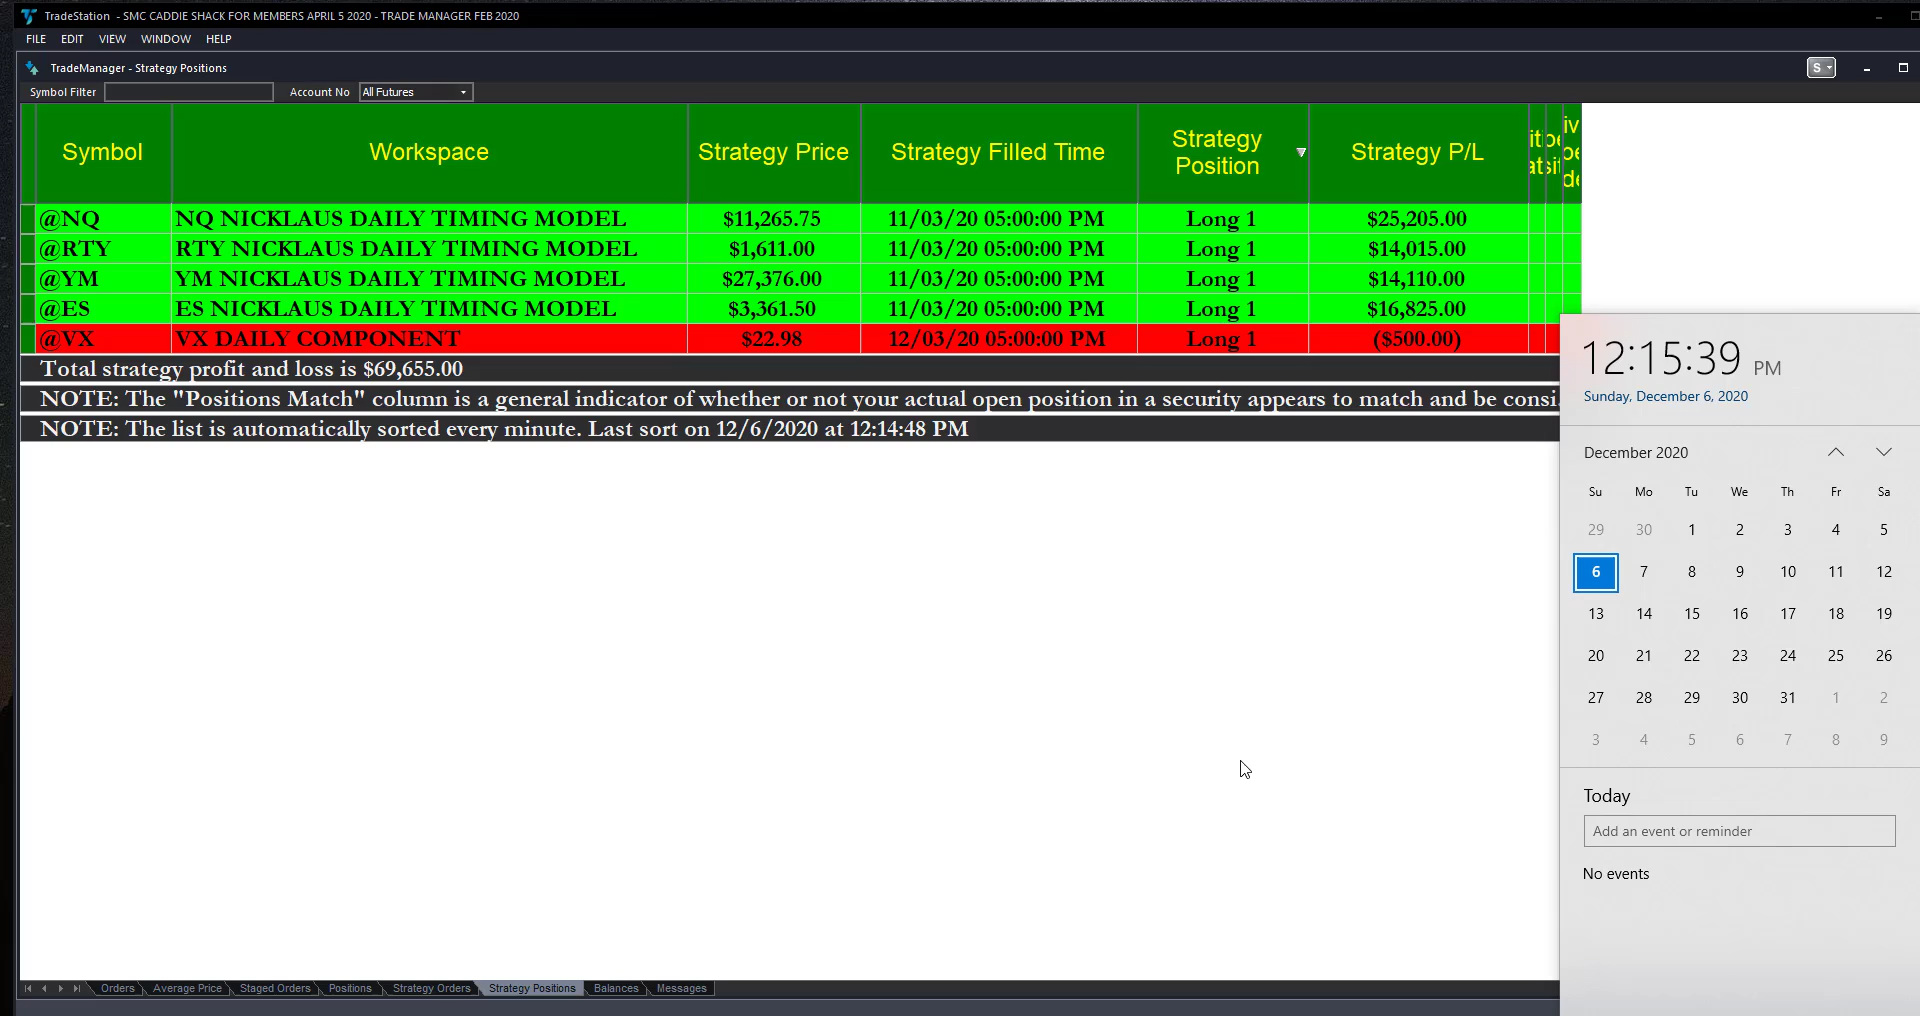 TradeStation - SMC CADDIE SHACK FOR MEMBERS APRIL 5 2020 - TRADE MANAGER FEB 2020
FILE EDIT VIEW WINDOW HELP
TradeManager - Strategy Positions
S
Symbol Filter Account No All Futures
Symbol Workspace Strategy Price Strategy Filled Time Strategy Position Strategy P/L
@NQ NQ NICKLAUS DAILY TIMING MODEL $11,265.75 11/03/20 05:00:00 PM Long 1 $25,205.00
@RTY RTY NICKLAUS DAILY TIMING MODEL $1,611.00 11/03/20 05:00:00 PM Long 1 $14,015.00
@YM YM NICKLAUS DAILY TIMING MODEL $27,376.00 11/03/20 05:00:00 PM Long 1 $14,110.00
@ES ES NICKLAUS DAILY TIMING MODEL $3,361.50 11/03/20 05:00:00 PM Long 1 $16,825.00
@VX VX DAILY COMPONENT $22.98 12/03/20 05:00:00 PM Long 1 ($500.00)
Total strategy profit and loss is $69,655.00
NOTE: The "Positions Match" column is a general indicator of whether or not your actual open position in a security appears to match and be consi
NOTE: The list is automatically sorted every minute. Last sort on 12/6/2020 at 12:14:48 PM
12:15:39 PM
Sunday, December 6, 2020
December 2020
Su Mo Tu We Th Fr Sa
29 30 1 2 3 4 5
6 7 8 9 10 11 12
13 14 15 16 17 18 19
20 21 22 23 24 25 26
27 28 29 30 31 1 2
3 4 5 6 7 8 9
Today
Add an event or reminder
No events
Orders Average Price Staged Orders Positions Strategy Orders Strategy Positions Balances Messages